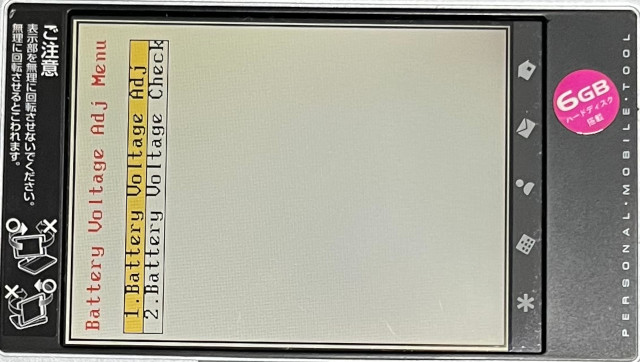 Battery Voltage Adj Menu
1.Battery Voltage Adj
2.Battery Voltage Check
ご注意
表示部を無理に回転させないでください。
無理に回転させるとこわれます。
6GB
ハードディスク
搭載
PERSONAL・MOBILE・TOOL